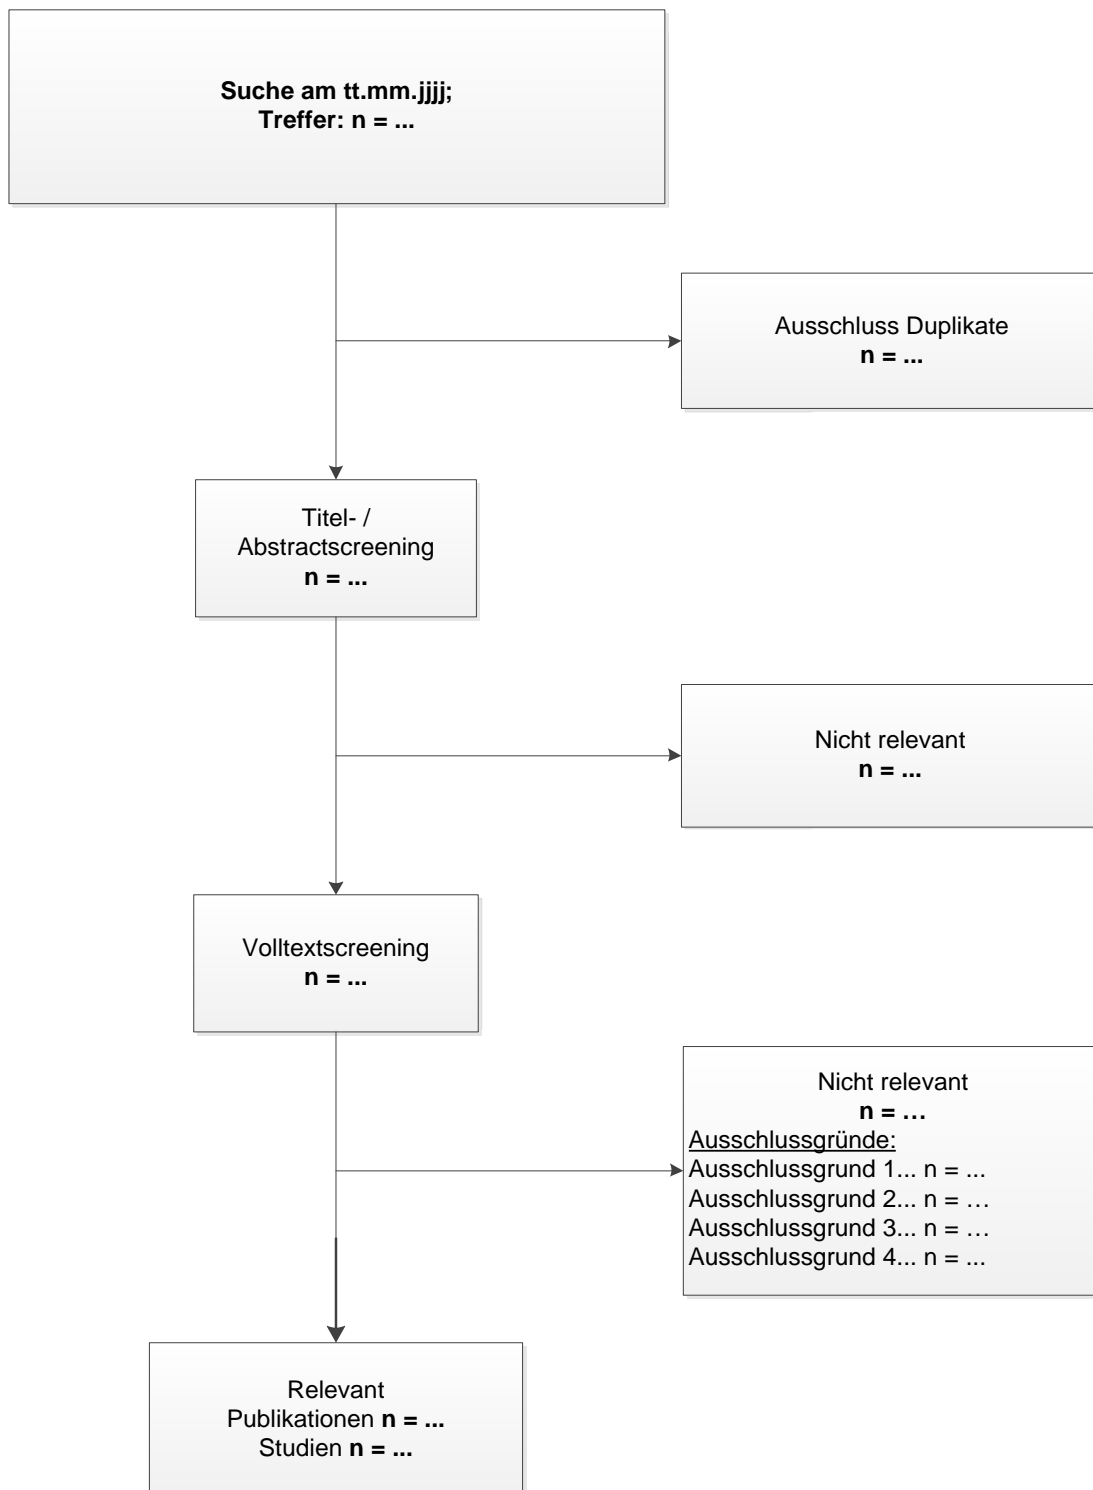 Suche am tt.mm.jjjj;
Treffer: n = ...
Ausschluss Duplikate
n = ...
Titel- /
Abstractscreening
n = ...
Nicht relevant
n = ...
Volltextscreening
n = ...
Nicht relevant
n = …
Ausschlussgründe:
Ausschlussgrund 1... n = ...
Ausschlussgrund 2... n = …
Ausschlussgrund 3... n = …
Ausschlussgrund 4... n = ...
Relevant
Publikationen n = ...
Studien n = ...